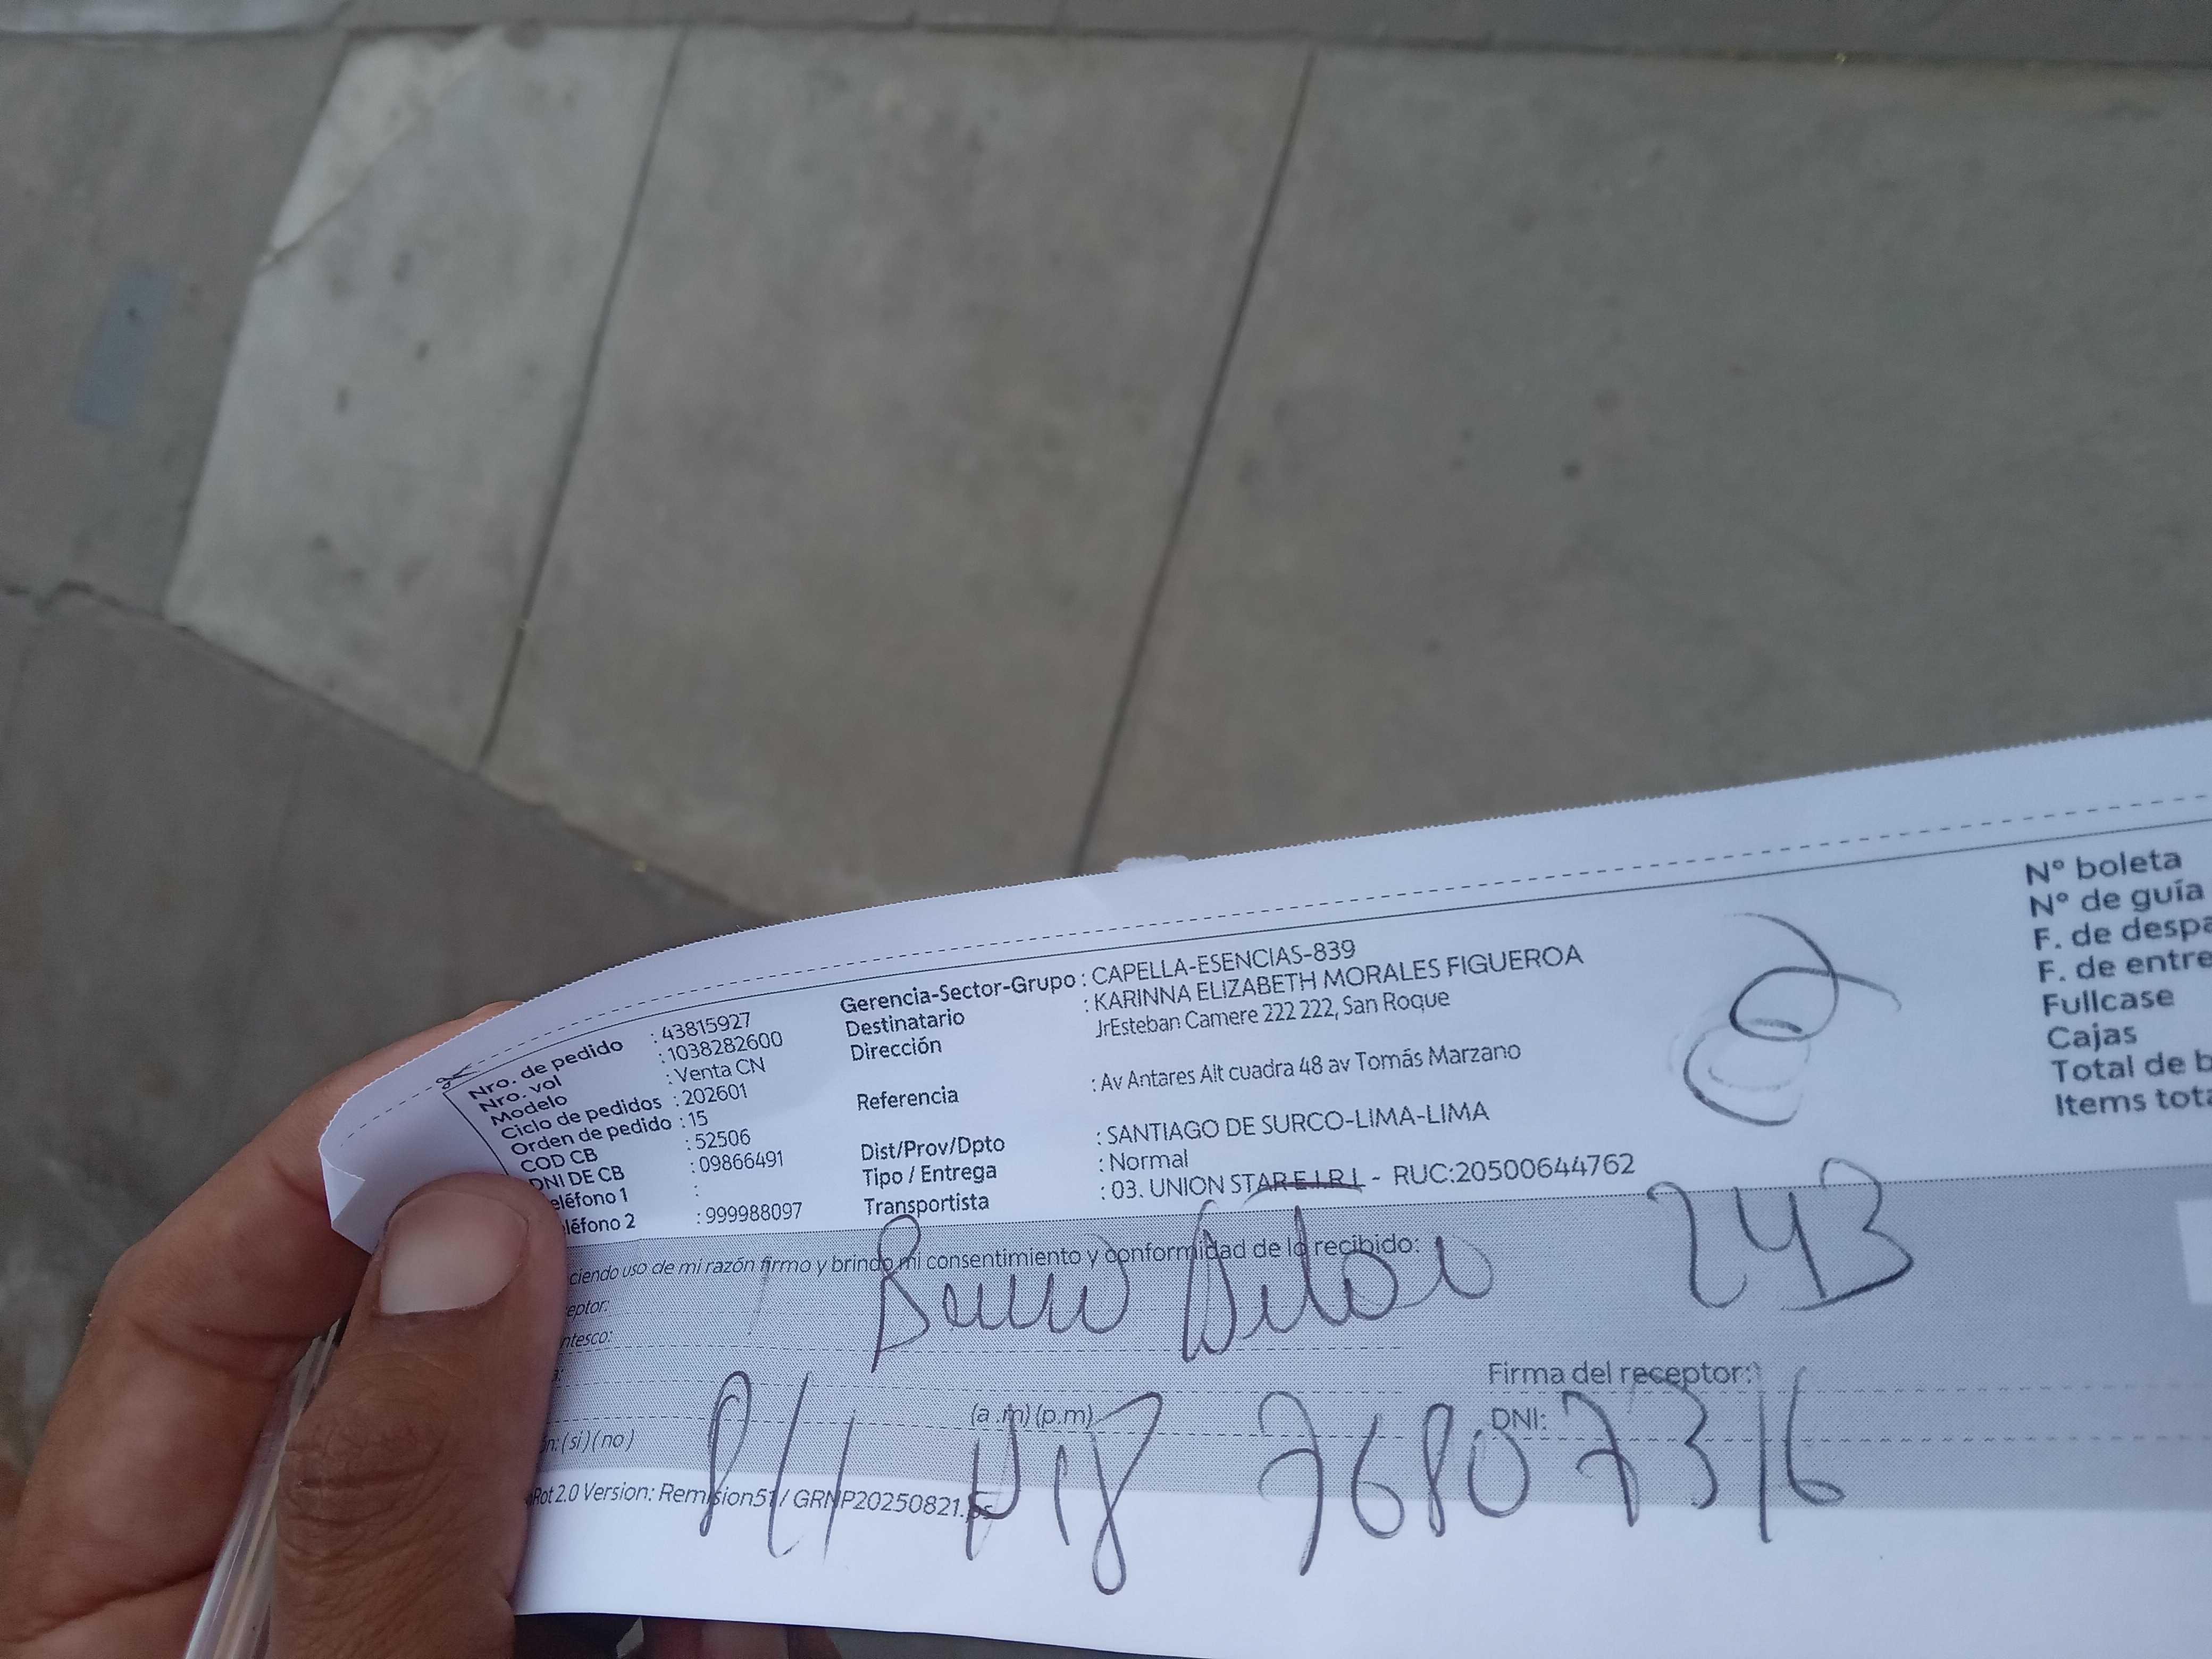 Nro. de pedido : 43815927
Nro. vol : 1038282600
Modelo : Venta CN
Ciclo de pedidos : 202601
Orden de pedido : 15
COD CB : 52506
DNI DE CB : 09866491
eléfono 1 :
léfono 2 : 999988097
Gerencia-Sector-Grupo : CAPELLA-ESENCIAS-839
Destinatario : KARINNA ELIZABETH MORALES FIGUEROA
Dirección JrEsteban Camere 222 222, San Roque
Referencia : Av Antares Alt cuadra 48 av Tomás Marzano
Dist/Prov/Dpto : SANTIAGO DE SURCO-LIMA-LIMA
Tipo / Entrega : Normal
Transportista : 03. UNION STAR E.I.R.L - RUC:20500644762
Nº boleta
Nº de guía
F. de despa
F. de entre
Fullcase
Cajas
Total de b
Items tota
ciendo uso de mi razón firmo y brindo mi consentimiento y conformidad de lo recibido:
243
eptor:
ntesco:
a:
Firma del receptor:
(a .m) (p.m)
DNI: 76807316
n: (si) (no)
Rot 2.0 Version: Remision51 / GRNP20250821.ps